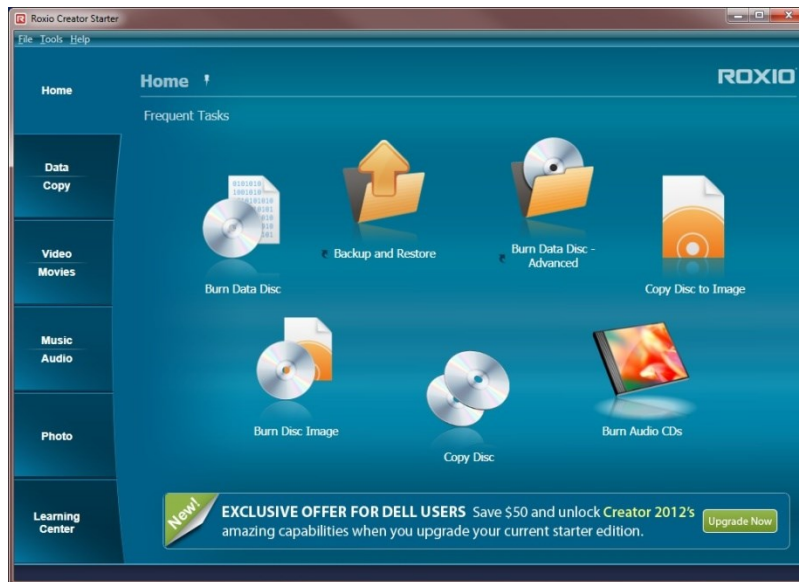 Roxio Creator Starter
File Tools Help
Home
Data
Copy
Video
Movies
Music
Audio
Photo
Learning
Center
Home
ROXIO
Frequent Tasks
Burn Data Disc
Backup and Restore
Burn Data Disc -
Advanced
Copy Disc to Image
Burn Disc Image
Copy Disc
Burn Audio CDs
New!
EXCLUSIVE OFFER FOR DELL USERS Save $50 and unlock Creator 2012's
amazing capabilities when you upgrade your current starter edition.
Upgrade Now